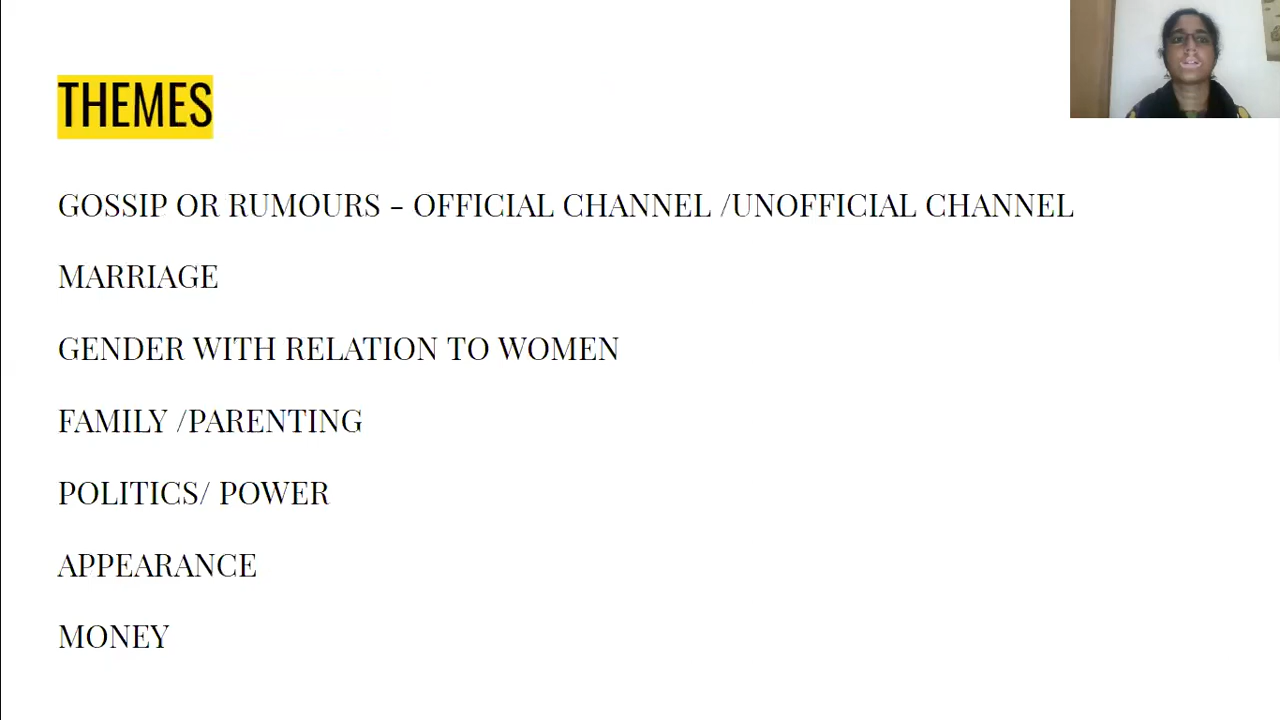 THEMES
GOSSIP OR RUMOURS - OFFICIAL CHANNEL /UNOFFICIAL CHANNEL
MARRIAGE
GENDER WITH RELATION TO WOMEN
FAMILY /PARENTING
POLITICS/ POWER
APPEARANCE
MONEY